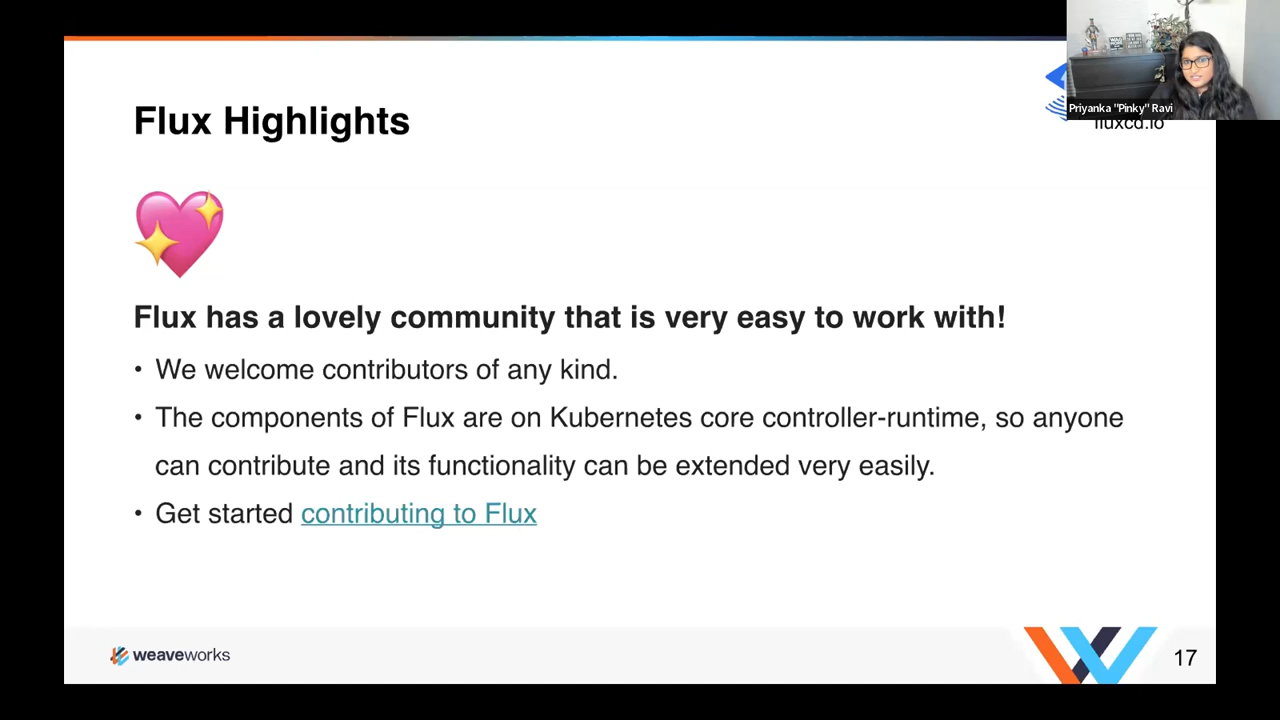 Priyanka "Pinky" Ravi
fluxcd.io
Flux Highlights
Flux has a lovely community that is very easy to work with!
• We welcome contributors of any kind.
• The components of Flux are on Kubernetes core controller-runtime, so anyone
can contribute and its functionality can be extended very easily.
• Get started contributing to Flux
weaveworks
17